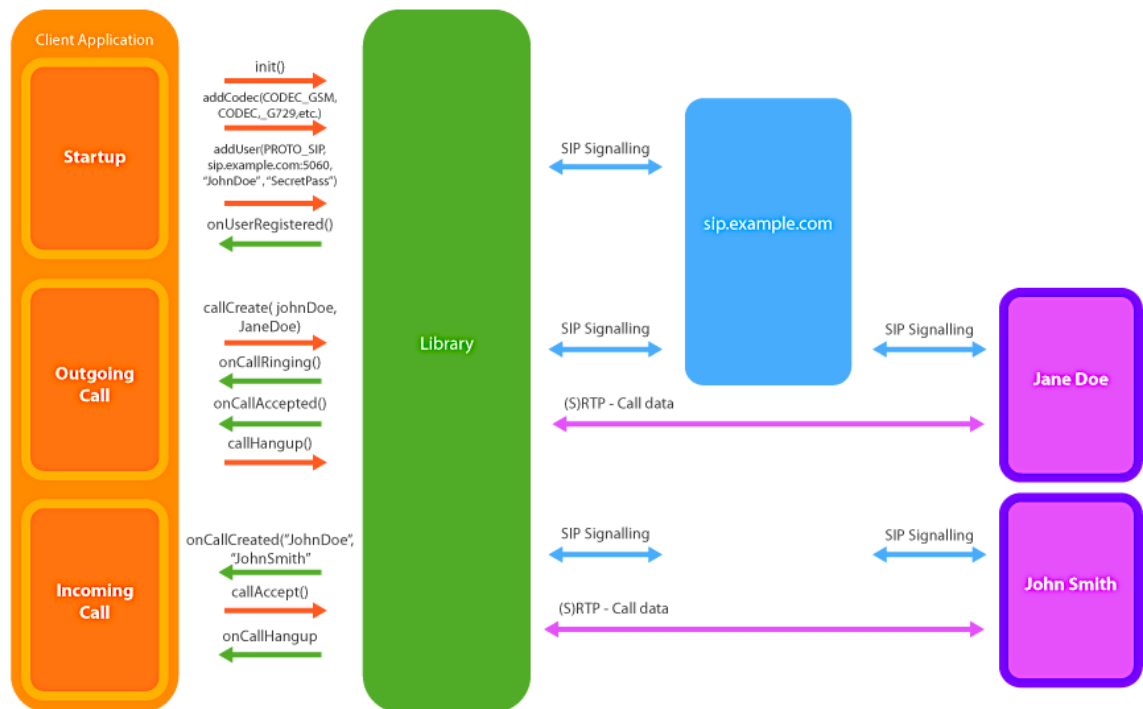 Client Application
Startup
init()
addCodec(CODEC_GSM,
CODEC,_G729,etc.)
addUser(PROTO_SIP,
sip.example.com:5060,
“JohnDoe”, “SecretPass”)
onUserRegistered()
Outgoing
Call
callCreate( johnDoe,
JaneDoe)
onCallRinging()
onCallAccepted()
callHangup()
Incoming
Call
onCallCreated(“JohnDoe”,
“JohnSmith”
callAccept()
onCallHangup
Library
SIP Signalling
sip.example.com
SIP Signalling
SIP Signalling
(S)RTP - Call data
Jane Doe
SIP Signalling
SIP Signalling
(S)RTP - Call data
John Smith